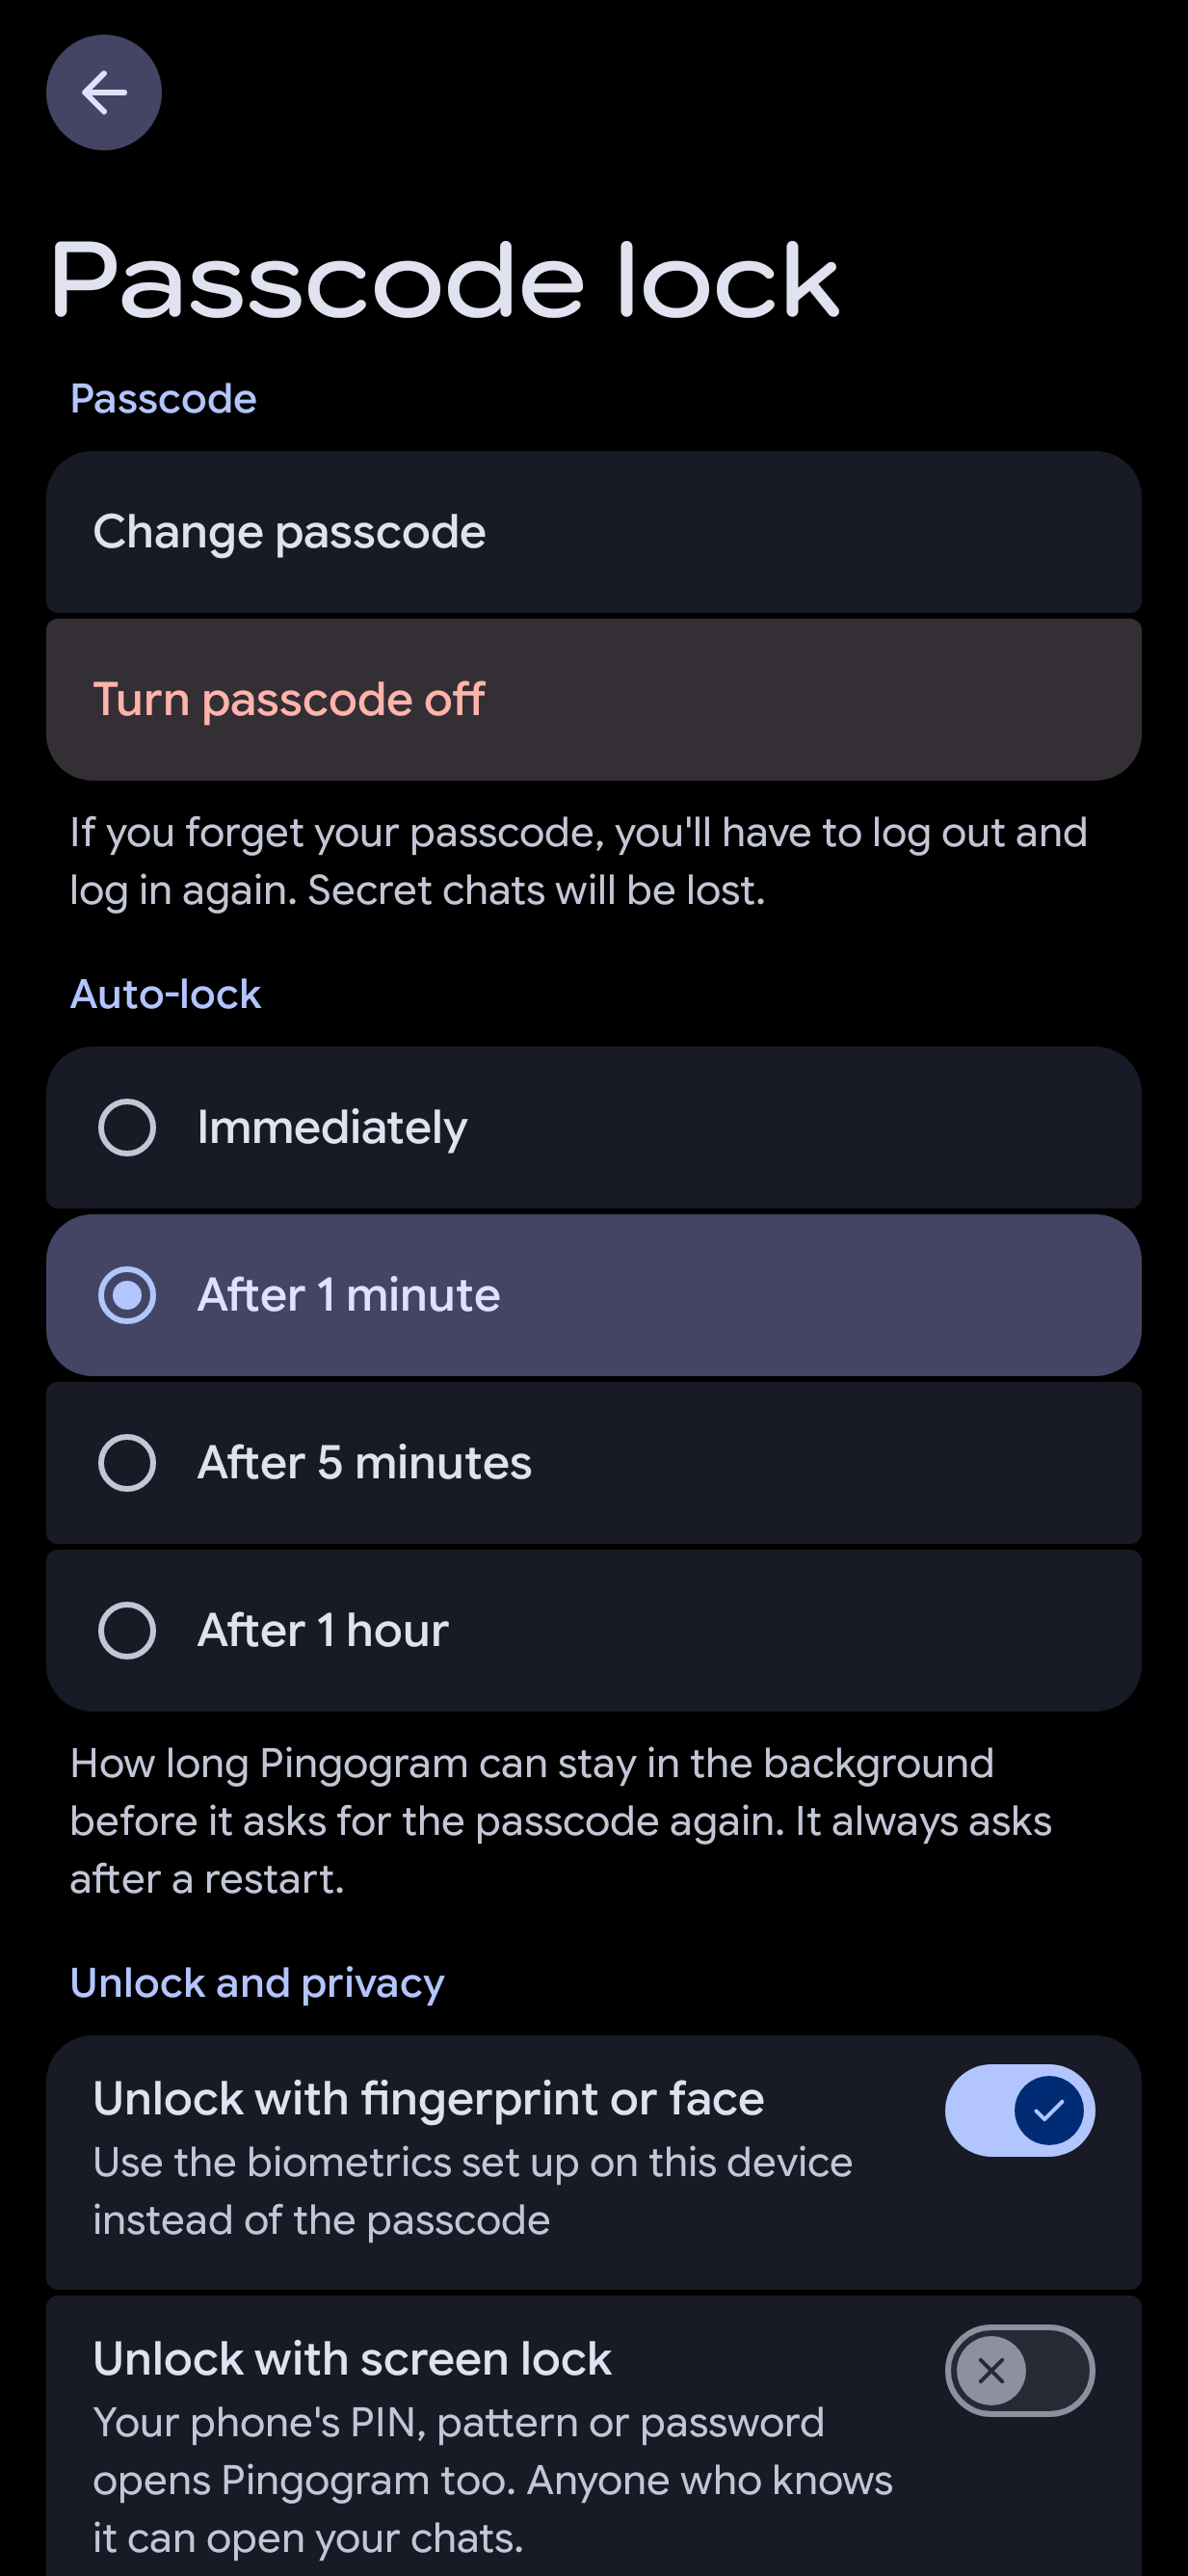 Passcode lock
Passcode
Change passcode
Turn passcode off
If you forget your passcode, you'll have to log out and
log in again. Secret chats will be lost.
Auto-lock
Immediately
After 1 minute
After 5 minutes
After 1 hour
How long Pingogram can stay in the background
before it asks for the passcode again. It always asks
after a restart.
Unlock and privacy
Unlock with fingerprint or face
Use the biometrics set up on this device
instead of the passcode
Unlock with screen lock
Your phone's PIN, pattern or password
opens Pingogram too. Anyone who knows
it can open your chats.